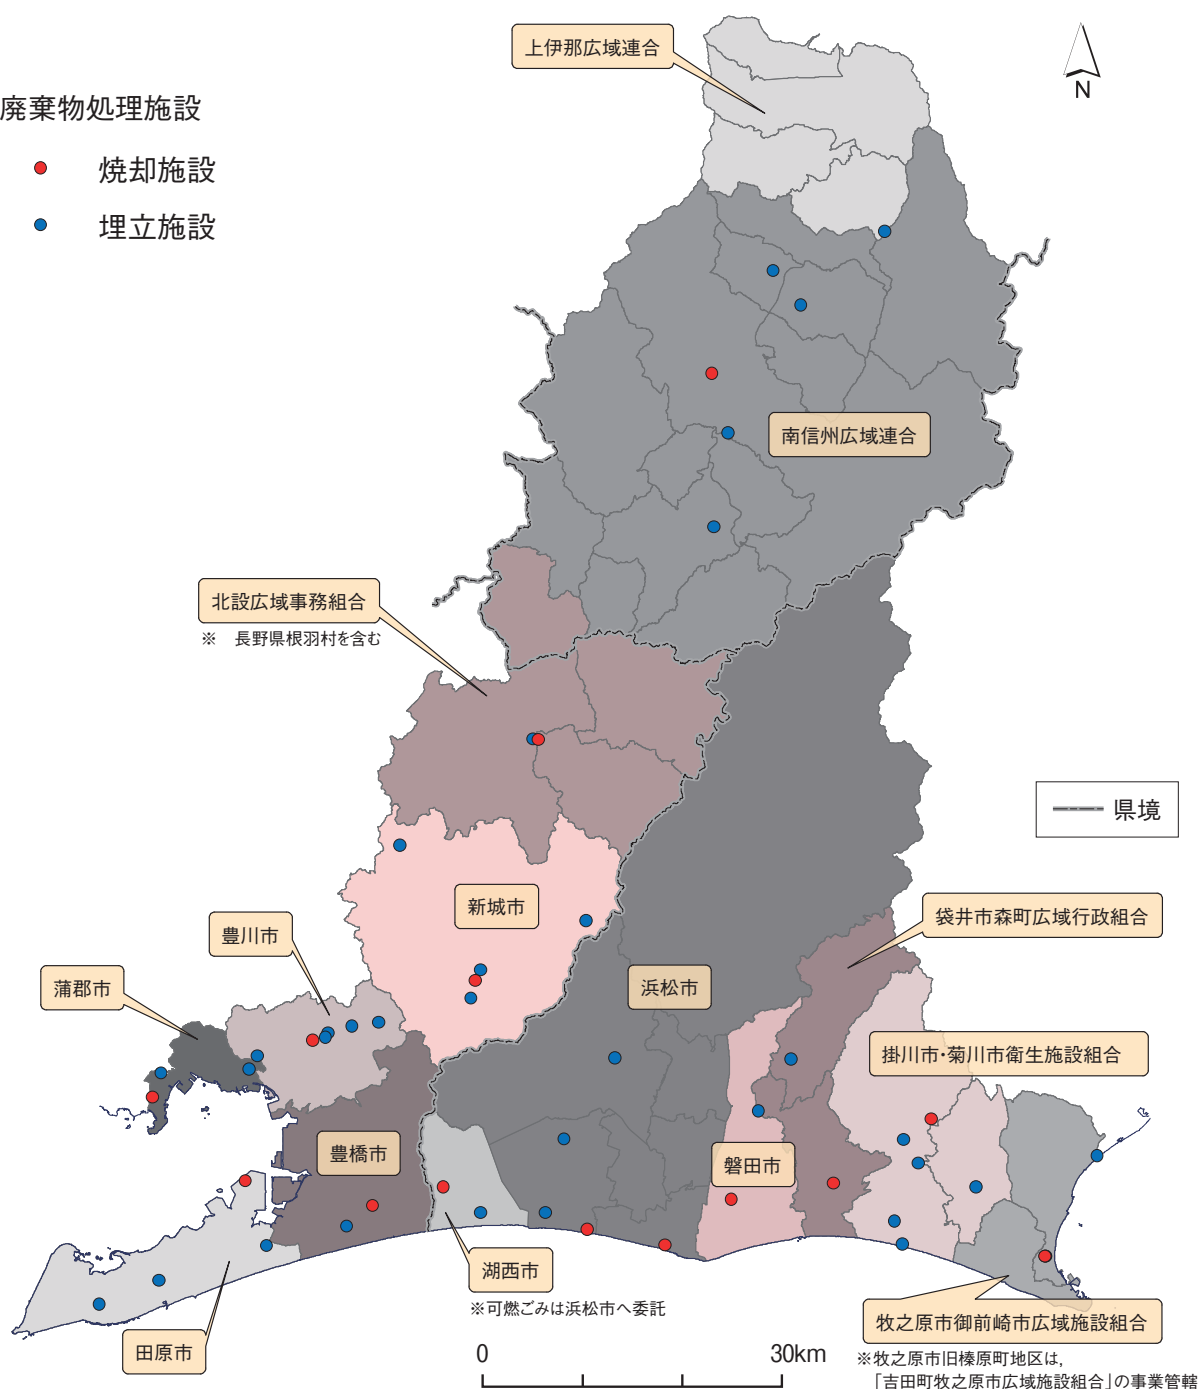 上伊那広域連合
N
廃棄物処理施設
焼却施設
埋立施設
南信州広域連合
北設広域事務組合
※　長野県根羽村を含む
県境
新城市
袋井市森町広域行政組合
豊川市
蒲郡市
浜松市
掛川市・菊川市衛生施設組合
豊橋市
磐田市
湖西市
※可燃ごみは浜松市へ委託
牧之原市御前崎市広域施設組合
田原市
0 30km
※牧之原市旧榛原町地区は,
「吉田町牧之原市広域施設組合」の事業管轄